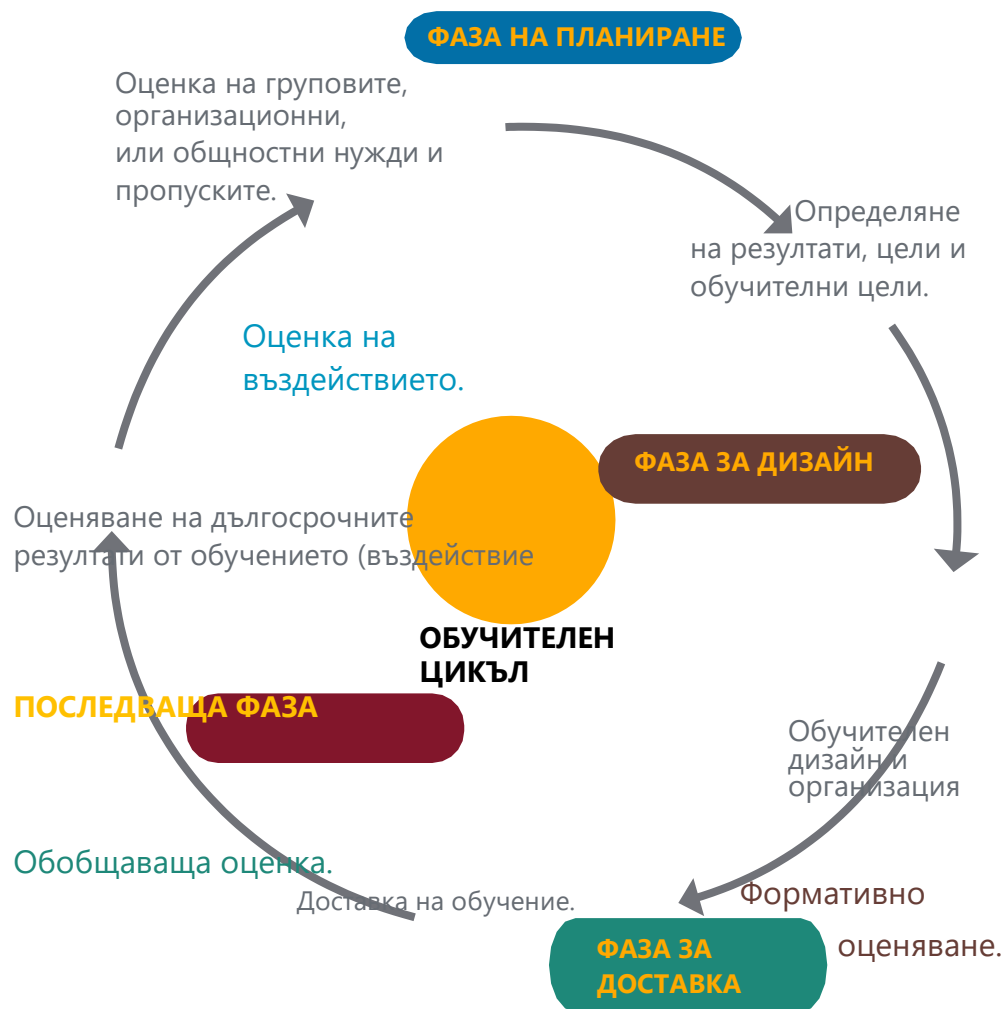 ФАЗА НА ПЛАНИРАНЕ
Оценка на груповите,
организационни,
или общностни нужди и
пропуските.
Определяне
на резултати, цели и
обучителни цели.
Оценка на
въздействието.
ФАЗА ЗА ДИЗАЙН
Оценяване на дългосрочните
резултати от обучението (въздействие
ОБУЧИТЕЛЕН
ЦИКЪЛ
ПОСЛЕДВАЩА ФАЗА
Обучителен
дизайн и
организация
Обобщаваща оценка.
Доставка на обучение.
Формативно
оценяване.
ФАЗА ЗА
ДОСТАВКА